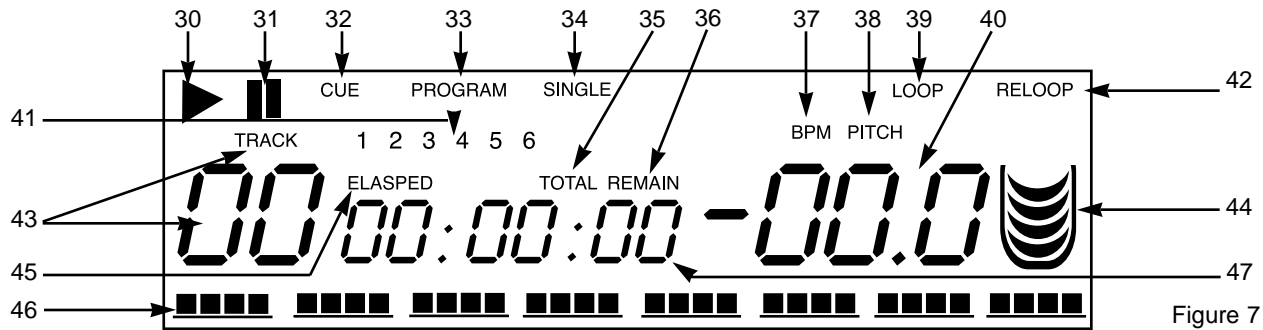 30 31 32 33 34 35 36 37 38 39 40
CUE PROGRAM SINGLE LOOP RELOOP 42
41
TRACK 1 2 3 4 5 6 BPM PITCH
ELASPED TOTAL REMAIN
43 00 00:00:00 -00.0 44
45 47
46
Figure 7